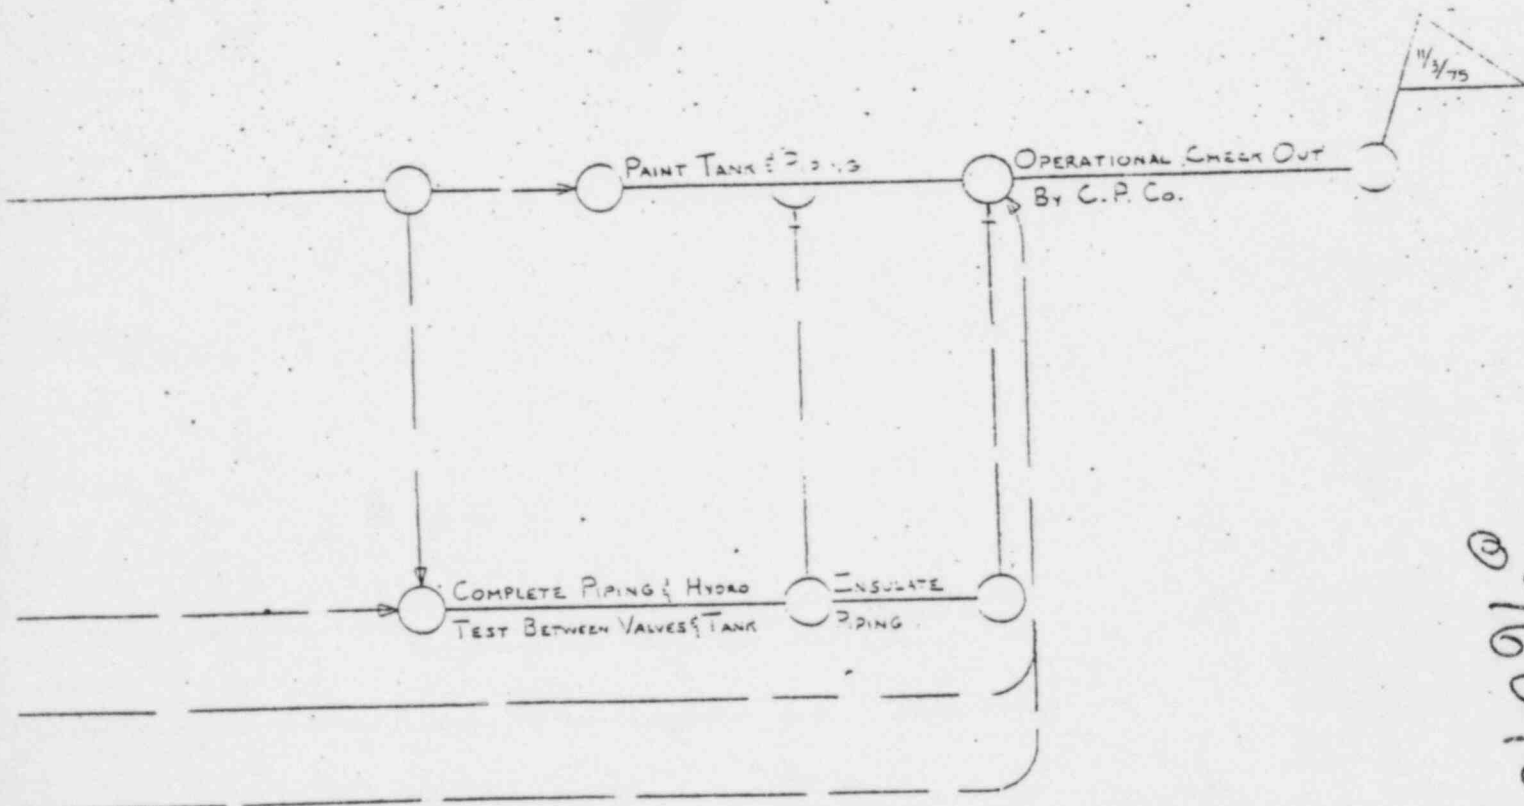 11/3/75
PAINT TANK &
OPERATIONAL CHECK OUT
BY C. P. CO.
COMPLETE PIPING & HYDRO
TEST BETWEEN VALVES & TANK
INSULATE
PIPING